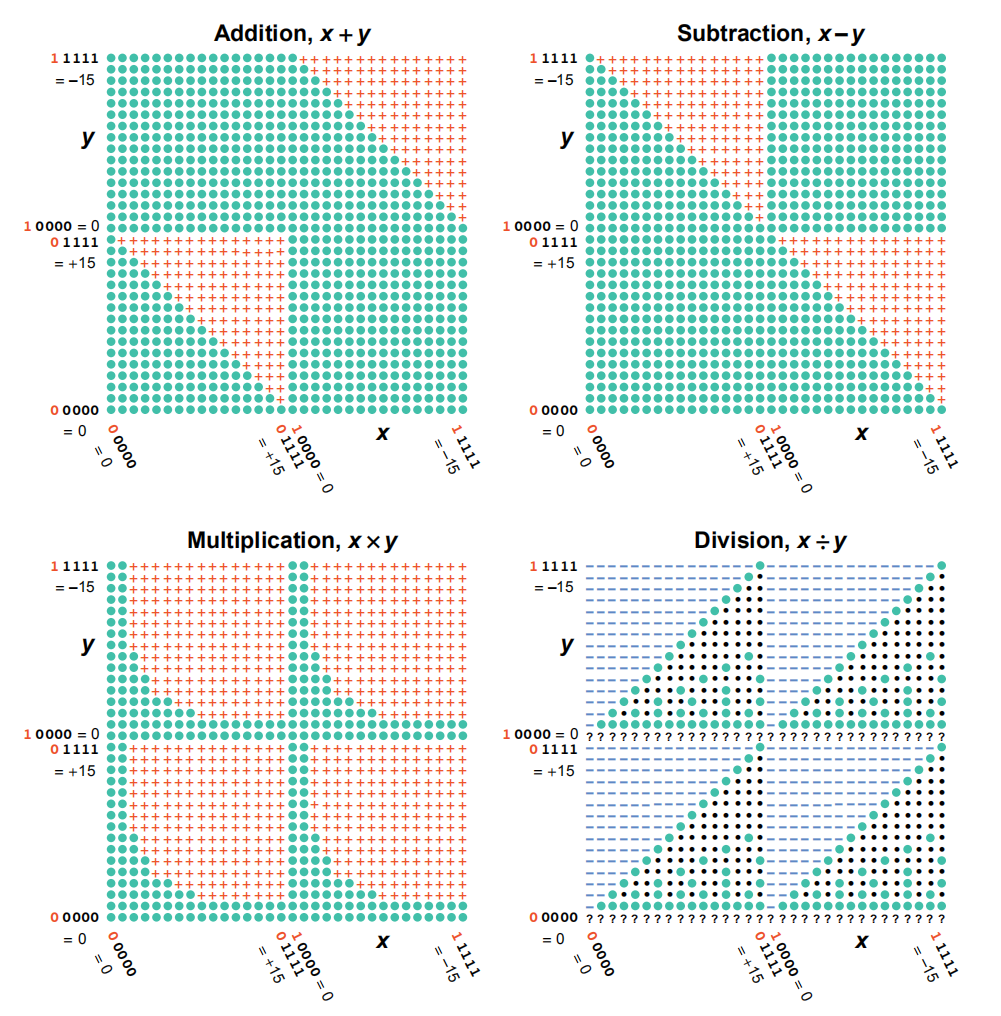 Addition, x + y
1 1111
= −15
y
1 0000 = 0
0 1111
= +15
0 0000
= 0
0 0000
= 0
0 1111
= +15
1 0000 = 0
x
1 1111
= −15
Subtraction, x − y
1 1111
= −15
y
1 0000 = 0
0 1111
= +15
0 0000
= 0
0 0000
= 0
0 1111
= +15
1 0000 = 0
x
1 1111
= −15
Multiplication, x × y
1 1111
= −15
y
1 0000 = 0
0 1111
= +15
0 0000
= 0
0 0000
= 0
0 1111
= +15
1 0000 = 0
x
1 1111
= −15
Division, x ÷ y
1 1111
= −15
y
1 0000 = 0
? ? ? ? ? ? ? ? ? ? ? ? ? ? ? ? ? ? ? ? ? ? ? ? ? ? ? ? ? ? ? ?
0 1111
= +15
0 0000
? ? ? ? ? ? ? ? ? ? ? ? ? ? ? ? ? ? ? ? ? ? ? ? ? ? ? ? ? ? ? ?
= 0
0 0000
= 0
0 1111
= +15
1 0000 = 0
x
1 1111
= −15